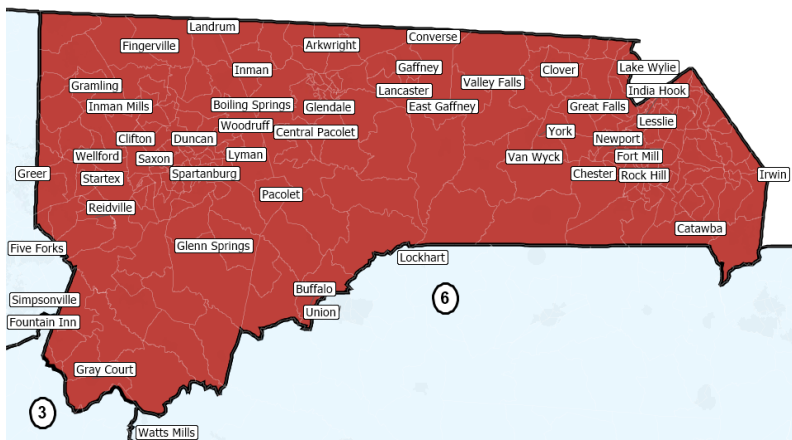 Landrum
Converse
Fingerville
Arkwright
Inman
Gaffney
Clover
Lake Wylie
Valley Falls
Gramling
Lancaster
India Hook
Inman Mills
Boiling Springs
Glendale
East Gaffney
Great Falls
Lesslie
Woodruff
Central Pacolet
York
Clifton
Duncan
Newport
Wellford
Saxon
Lyman
Van Wyck
Fort Mill
Greer
Startex
Spartanburg
Chester
Rock Hill
Irwin
Pacolet
Reidville
Catawba
Five Forks
Glenn Springs
Lockhart
Buffalo
Simpsonville
6
Union
Fountain Inn
Gray Court
3
Watts Mills